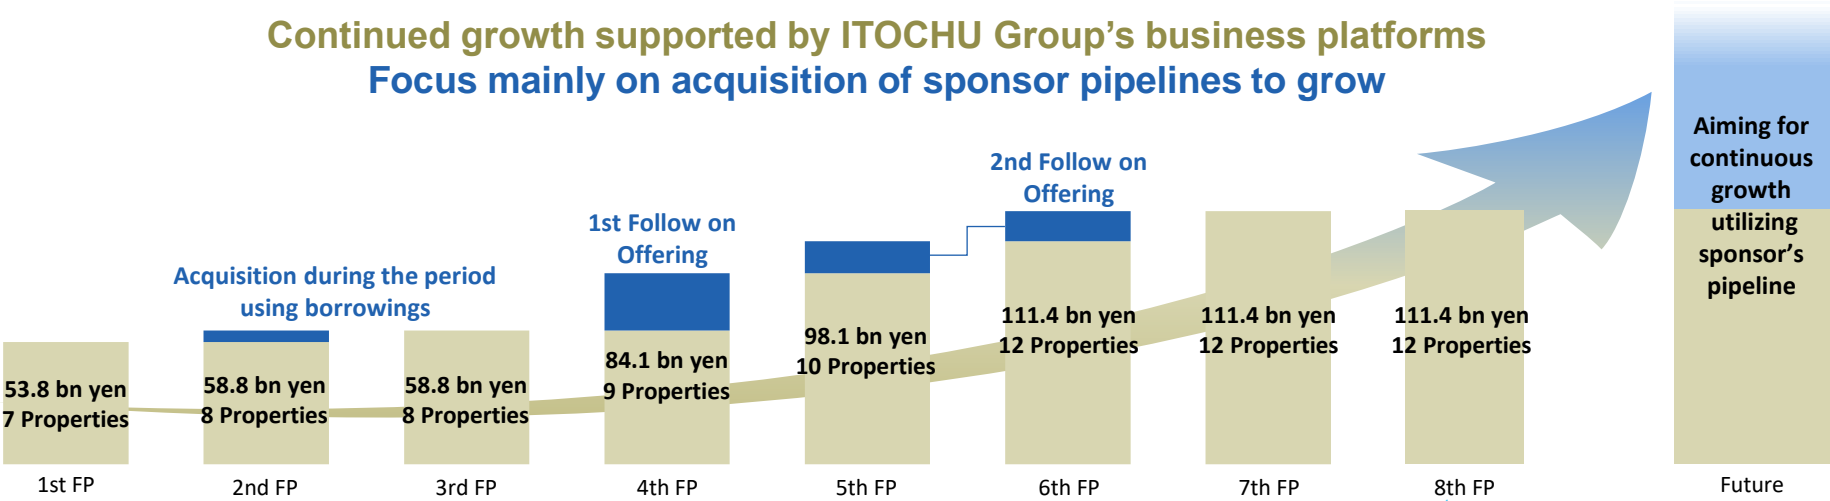 Continued growth supported by ITOCHU Group's business platforms
Focus mainly on acquisition of sponsor pipelines to grow
Acquisition during the period
using borrowings
1st Follow on
Offering
2nd Follow on
Offering
53.8 bn yen
7 Properties
58.8 bn yen
8 Properties
58.8 bn yen
8 Properties
84.1 bn yen
9 Properties
98.1 bn yen
10 Properties
111.4 bn yen
12 Properties
111.4 bn yen
12 Properties
111.4 bn yen
12 Properties
Aiming for
continuous
growth
utilizing
sponsor's
pipeline
1st FP
2nd FP
3rd FP
4th FP
5th FP
6th FP
7th FP
8th FP
Future